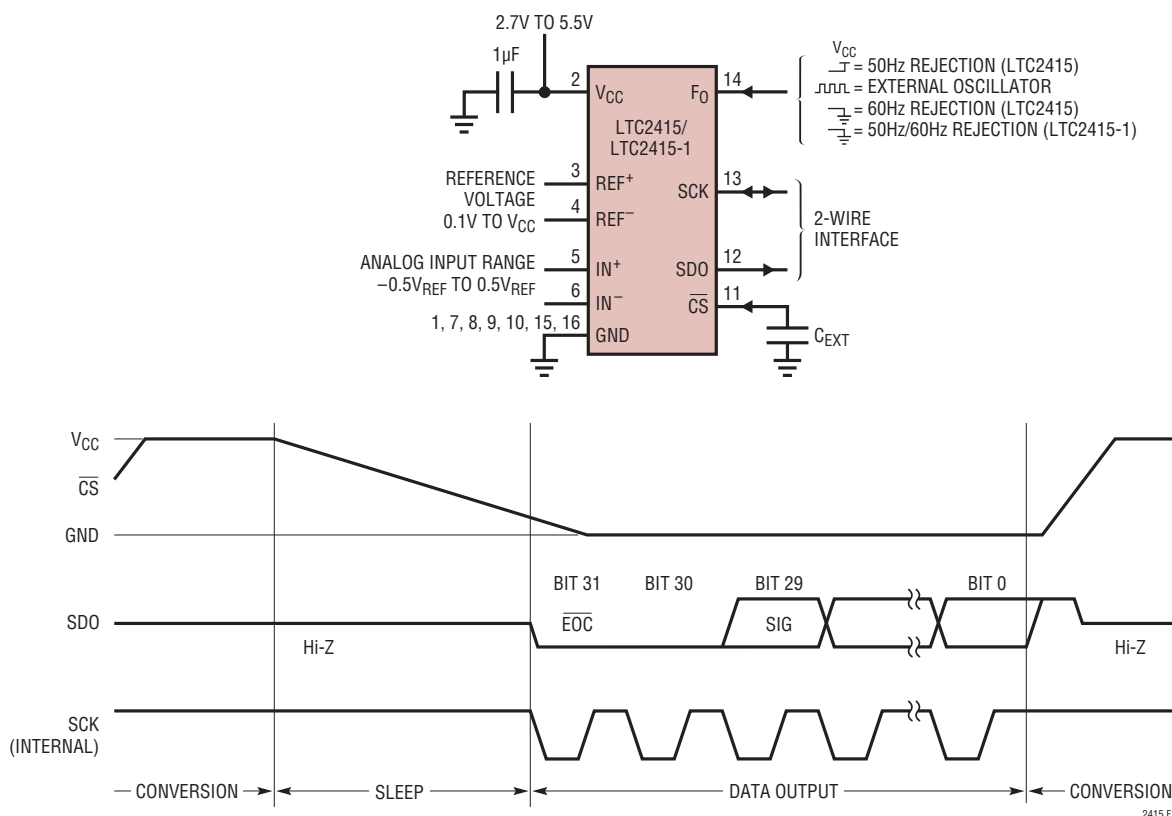 2.7V TO 5.5V
1µF
2
VCC
FO
14
LTC2415/
LTC2415-1
VCC
= 50Hz REJECTION (LTC2415)
= EXTERNAL OSCILLATOR
= 60Hz REJECTION (LTC2415)
= 50Hz/60Hz REJECTION (LTC2415-1)
REFERENCE
VOLTAGE
0.1V TO VCC
3
REF+
4
REF−
SCK
13
2-WIRE
INTERFACE
ANALOG INPUT RANGE
−0.5VREF TO 0.5VREF
5
IN+
6
IN−
SDO
12
CS
11
1, 7, 8, 9, 10, 15, 16
GND
CEXT
VCC
CS
GND
BIT 31
BIT 30
BIT 29
BIT 0
SDO
EOC
SIG
Hi-Z
Hi-Z
SCK
(INTERNAL)
CONVERSION
SLEEP
DATA OUTPUT
CONVERSION
2415 F